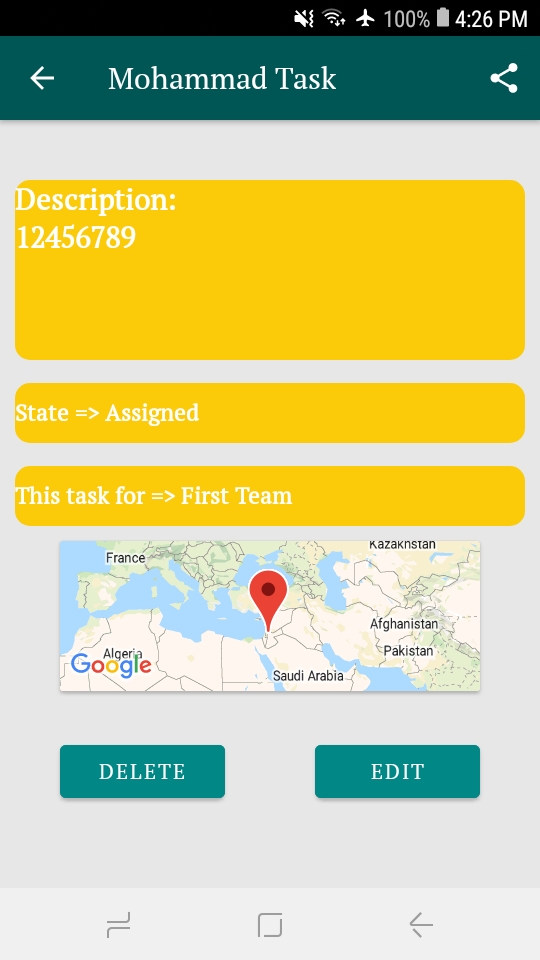 100% 4:26 PM
Mohammad Task
Description:
12456789
State => Assigned
This task for => First Team
Kazakhstan
France
Afghanistan
Algeria
Pakistan
Google
Saudi Arabia
DELETE
EDIT